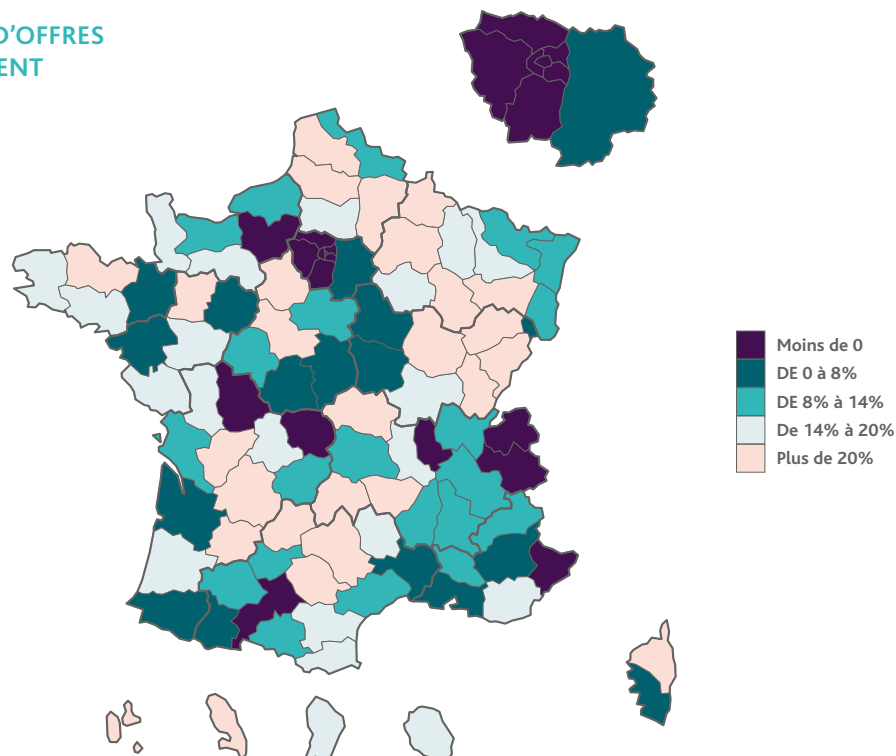 D'OFFRES
ENT
Moins de 0
DE 0 à 8%
DE 8% à 14%
De 14% à 20%
Plus de 20%